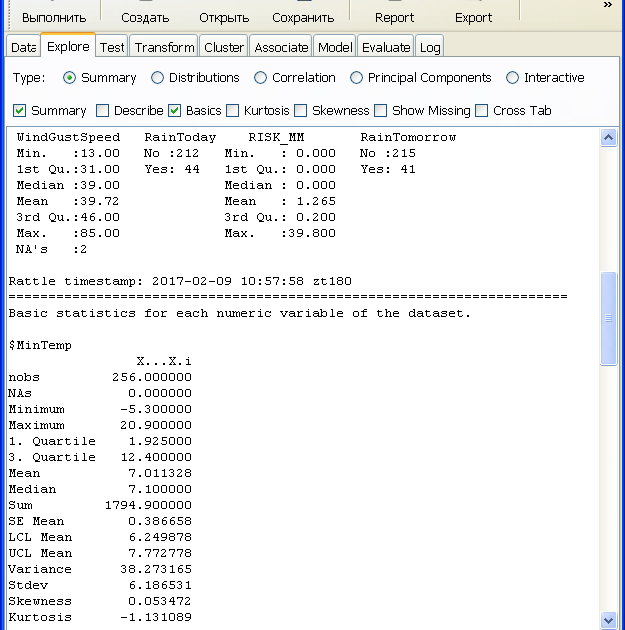 Выполнить Создать Открыть Сохранить Report Export »
Data Explore Test Transform Cluster Associate Model Evaluate Log
Type: Summary Distributions Correlation Principal Components Interactive
Summary Describe Basics Kurtosis Skewness Show Missing Cross Tab
WindGustSpeed RainToday RISK_MM RainTomorrow
Min. :13.00 No :212 Min. : 0.000 No :215
1st Qu.:31.00 Yes: 44 1st Qu.: 0.000 Yes: 41
Median :39.00 Median : 0.000
Mean :39.72 Mean : 1.265
3rd Qu.:46.00 3rd Qu.: 0.200
Max. :85.00 Max. :39.800
NA's :2
Rattle timestamp: 2017-02-09 10:57:58 zt180
======================================================================
Basic statistics for each numeric variable of the dataset.
$MinTemp
X...X.i
nobs 256.000000
NAs 0.000000
Minimum -5.300000
Maximum 20.900000
1. Quartile 1.925000
3. Quartile 12.400000
Mean 7.011328
Median 7.100000
Sum 1794.900000
SE Mean 0.386658
LCL Mean 6.249878
UCL Mean 7.772778
Variance 38.273165
Stdev 6.186531
Skewness 0.053472
Kurtosis -1.131089